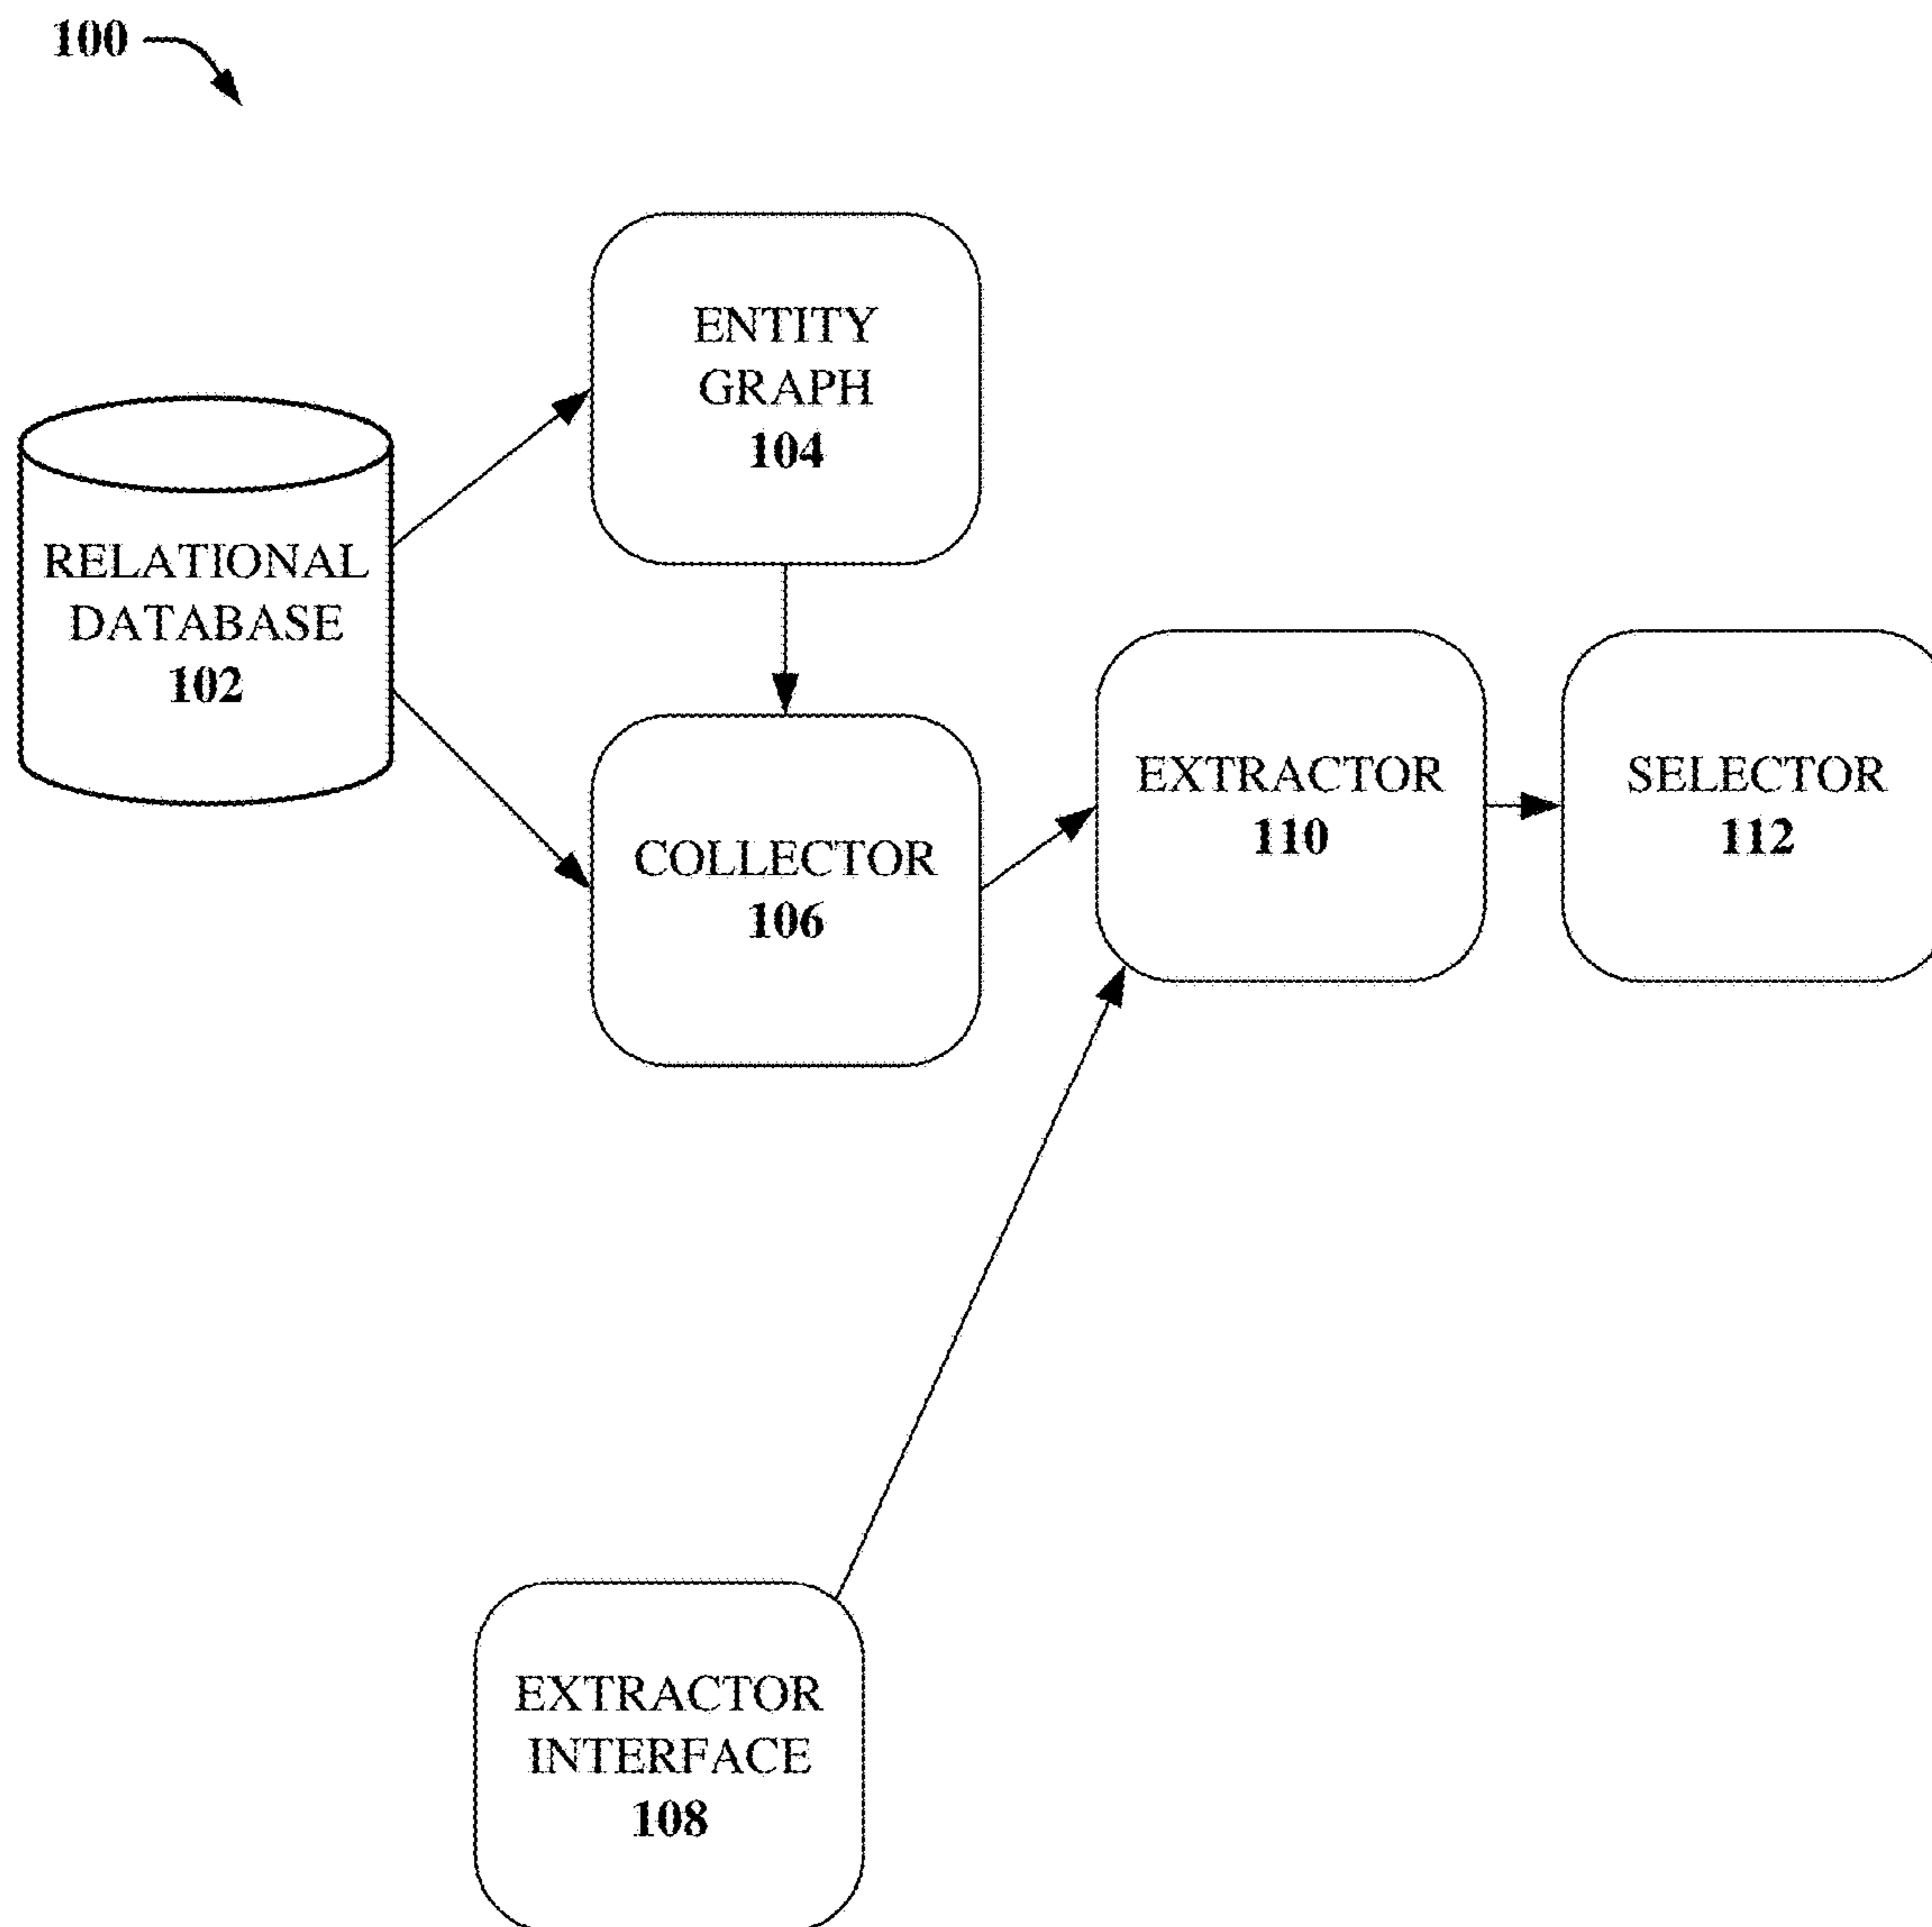 100
ENTITY
GRAPH
104
RELATIONAL
DATABASE
102
COLLECTOR
106
EXTRACTOR
110
SELECTOR
112
EXTRACTOR
INTERFACE
108